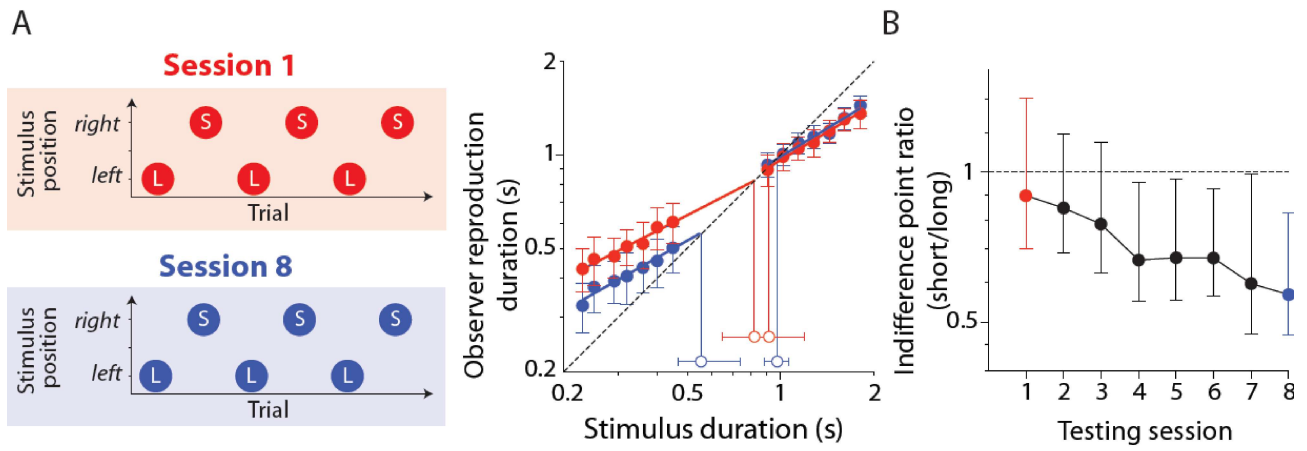 A
Session 1
Stimulus
position
right
left
S S S
L L L
Trial
Session 8
Stimulus
position
right
left
S S S
L L L
Trial
Observer reproduction
duration (s)
2
1
0.5
0.2
0.2 0.5 1 2
Stimulus duration (s)
B
Indifference point ratio
(short/long)
1
0.5
1 2 3 4 5 6 7 8
Testing session